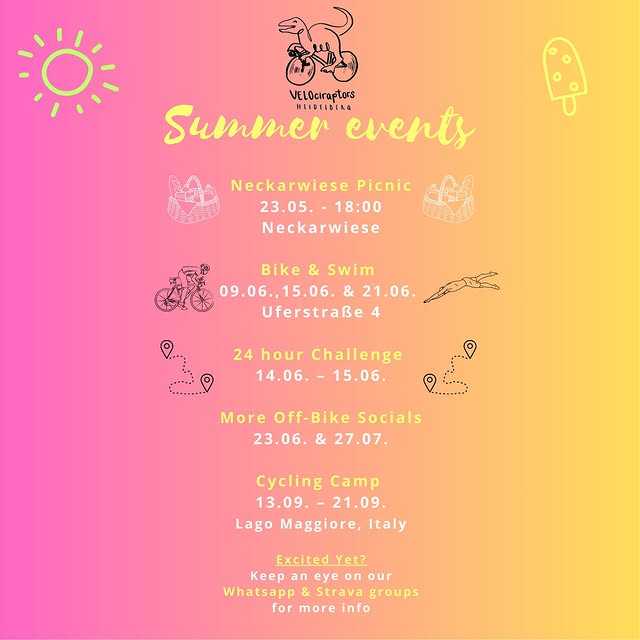 VELOciraptors
HEIDELBERG
Summer events
Neckarwiese Picnic
23.05. - 18:00
Neckarwiese
Bike & Swim
09.06.,15.06. & 21.06.
Uferstraße 4
24 hour Challenge
14.06. – 15.06.
More Off-Bike Socials
23.06. & 27.07.
Cycling Camp
13.09. – 21.09.
Lago Maggiore, Italy
Excited Yet?
Keep an eye on our
Whatsapp & Strava groups
for more info